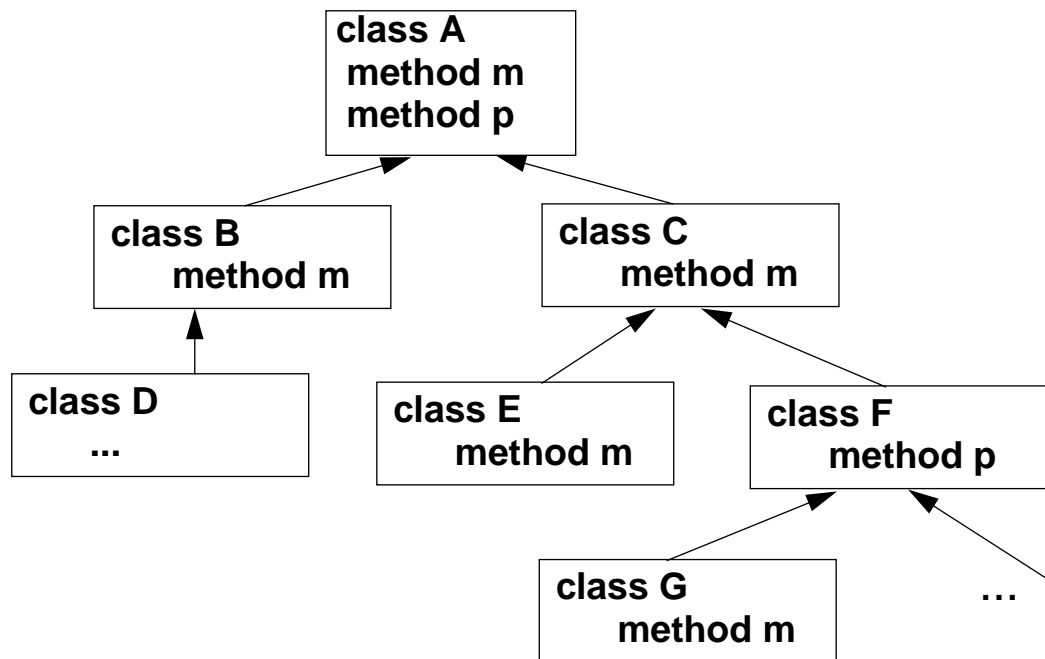 class A
method m
method p
class B
method m
class C
method m
class D
...
class E
method m
class F
method p
class G
method m
...